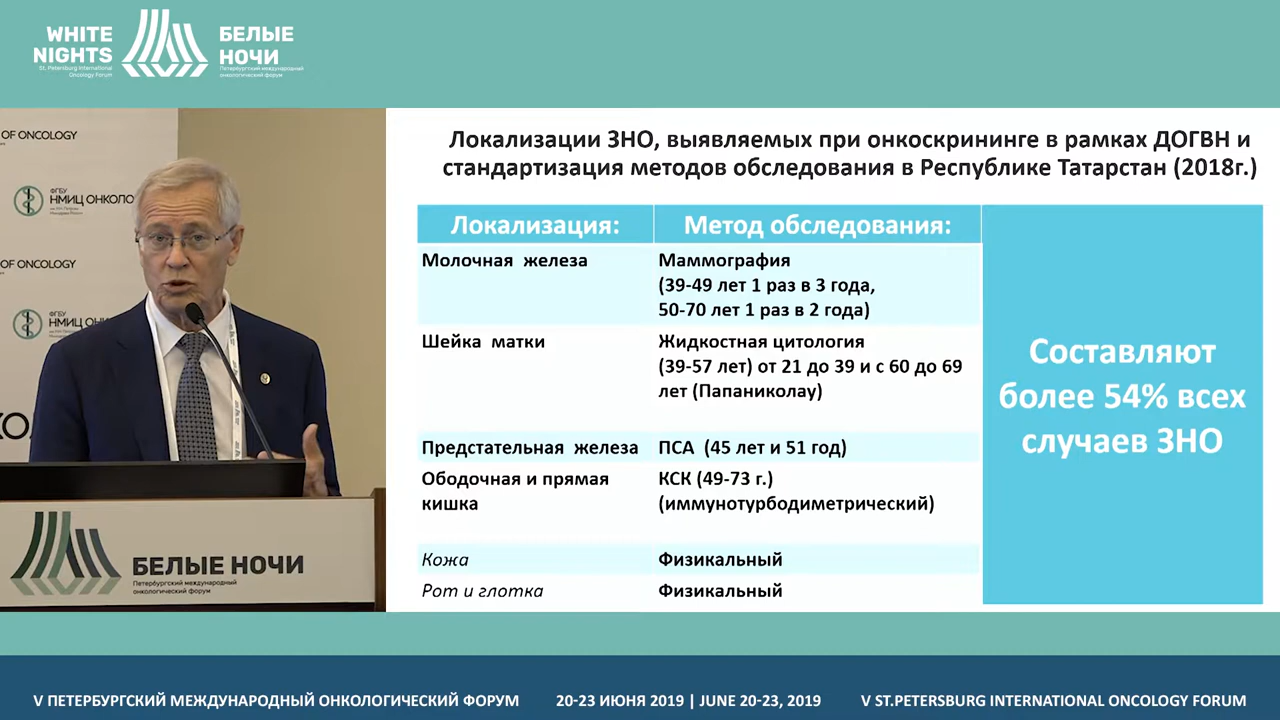 WHITE
NIGHTS
St. Petersburg International
Oncology Forum
БЕЛЫЕ
НОЧИ
Петербургский международный
онкологический форум
OF ONCOLOGY
ФГБУ
НМИЦ ОНКОЛО
OF ONCOLOGY
ФГБУ
НМИЦ ОНК
БЕЛЫЕ НОЧИ
Петербургский международный
онкологический форум
Локализации ЗНО, выявляемых при онкоскрининге в рамках ДОГВН и
стандартизация методов обследования в Республике Татарстан (2018г.)
Локализация: Метод обследования:
Молочная железа Маммография
(39-49 лет 1 раз в 3 года,
50-70 лет 1 раз в 2 года)
Шейка матки Жидкостная цитология
(39-57 лет) от 21 до 39 и с 60 до 69
лет (Папаниколау)
Предстательная железа ПСА (45 лет и 51 год)
Ободочная и прямая КСК (49-73 г.)
кишка (иммунотурбодиметрический)
Кожа Физикальный
Рот и глотка Физикальный
Составляют
более 54% всех
случаев ЗНО
V ПЕТЕРБУРГСКИЙ МЕЖДУНАРОДНЫЙ ОНКОЛОГИЧЕСКИЙ ФОРУМ 20-23 ИЮНЯ 2019 | JUNE 20-23, 2019 V ST.PETERSBURG INTERNATIONAL ONCOLOGY FORUM